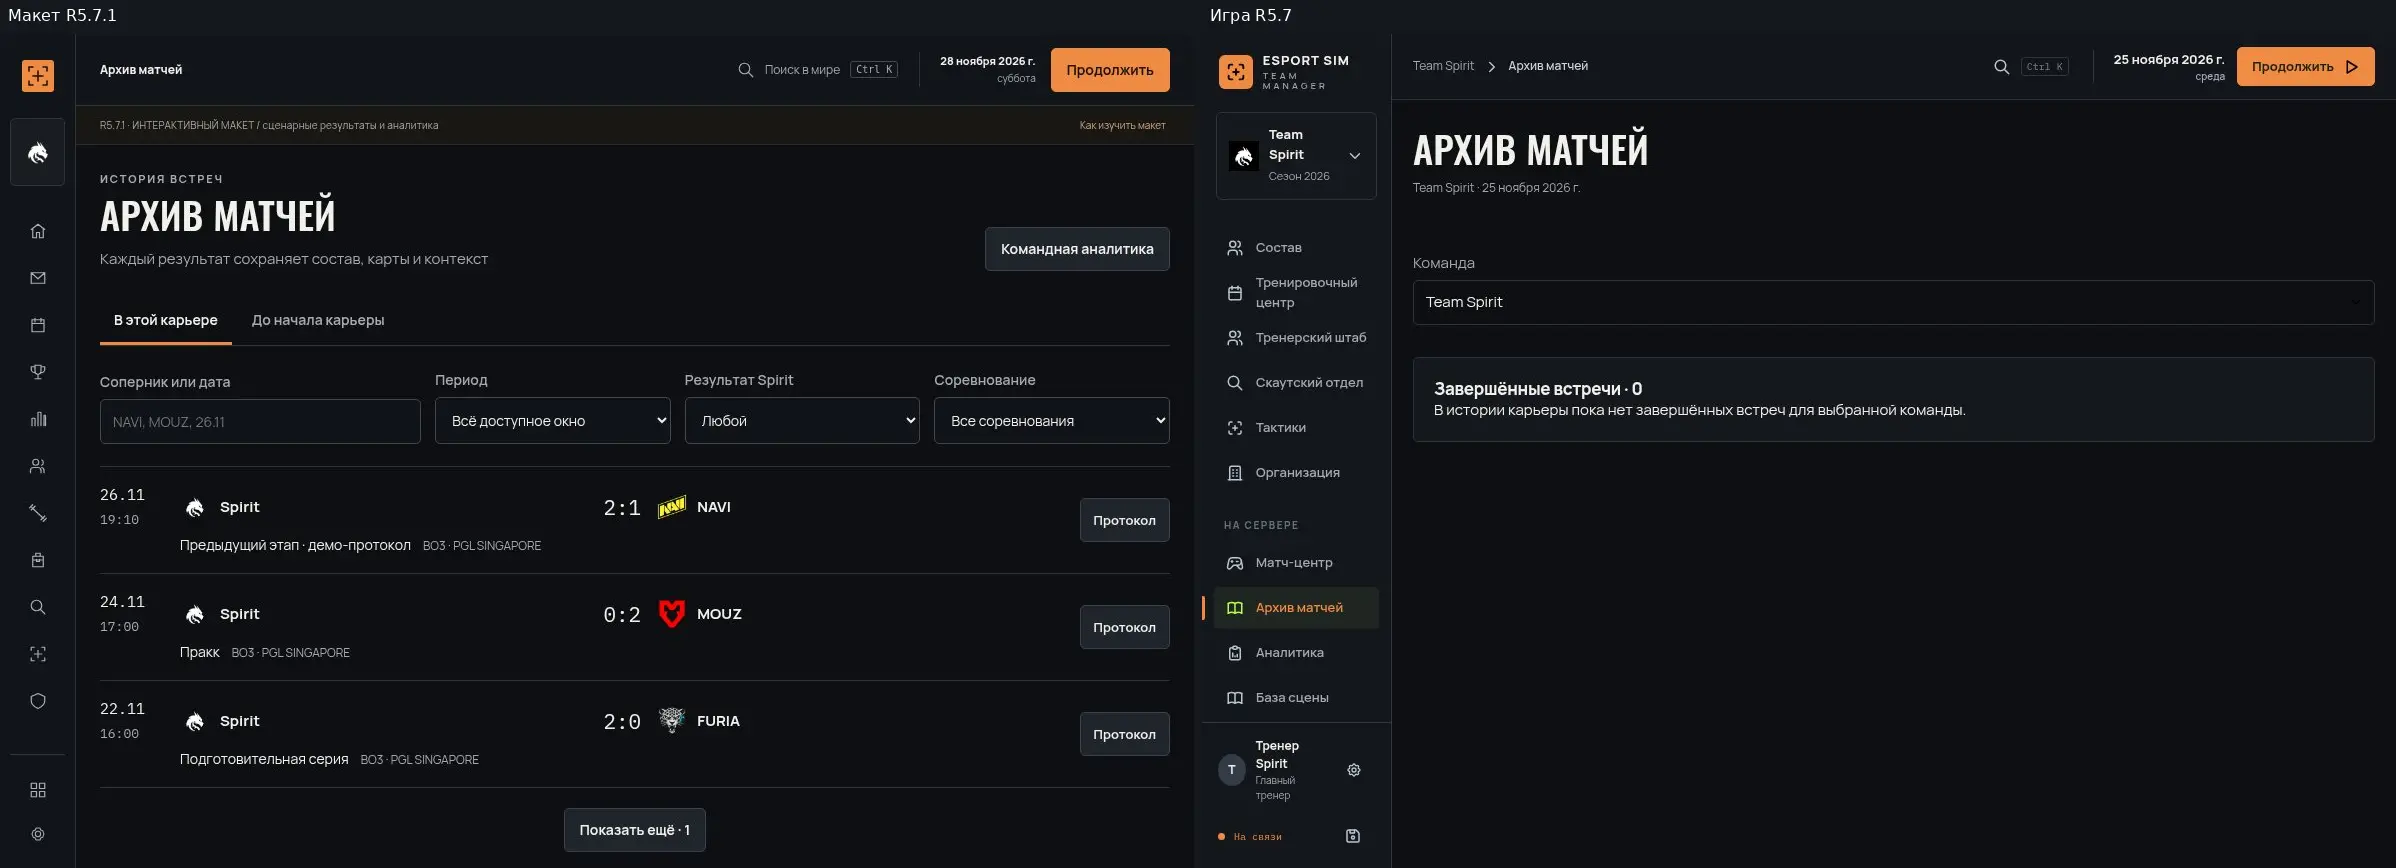 Макет R5.7.1
Архив матчей
Поиск в мире
Ctrl K
28 ноября 2026 г.
суббота
Продолжить
R5.7.1 · ИНТЕРАКТИВНЫЙ МАКЕТ / сценарные результаты и аналитика
Как изучить макет
ИСТОРИЯ ВСТРЕЧ
АРХИВ МАТЧЕЙ
Каждый результат сохраняет состав, карты и контекст
Командная аналитика
В этой карьере
До начала карьеры
Соперник или дата
Период
Результат Spirit
Соревнование
NAVI, MOUZ, 26.11
Всё доступное окно
Любой
Все соревнования
26.11
19:10
Spirit
2:1
NAVI
Предыдущий этап · демо-протокол
BO3 · PGL SINGAPORE
Протокол
24.11
17:00
Spirit
0:2
MOUZ
Пракк
BO3 · PGL SINGAPORE
Протокол
22.11
16:00
Spirit
2:0
FURIA
Подготовительная серия
BO3 · PGL SINGAPORE
Протокол
Показать ещё · 1
Игра R5.7
ESPORT SIM
TEAM
MANAGER
Team
Spirit
Сезон 2026
Состав
Тренировочный
центр
Тренерский штаб
Скаутский отдел
Тактики
Организация
НА СЕРВЕРЕ
Матч-центр
Архив матчей
Аналитика
База сцены
Т
Тренер
Spirit
Главный
тренер
На связи
Team Spirit
Архив матчей
Ctrl K
25 ноября 2026 г.
среда
Продолжить
АРХИВ МАТЧЕЙ
Team Spirit · 25 ноября 2026 г.
Команда
Team Spirit
Завершённые встречи · 0
В истории карьеры пока нет завершённых встреч для выбранной команды.